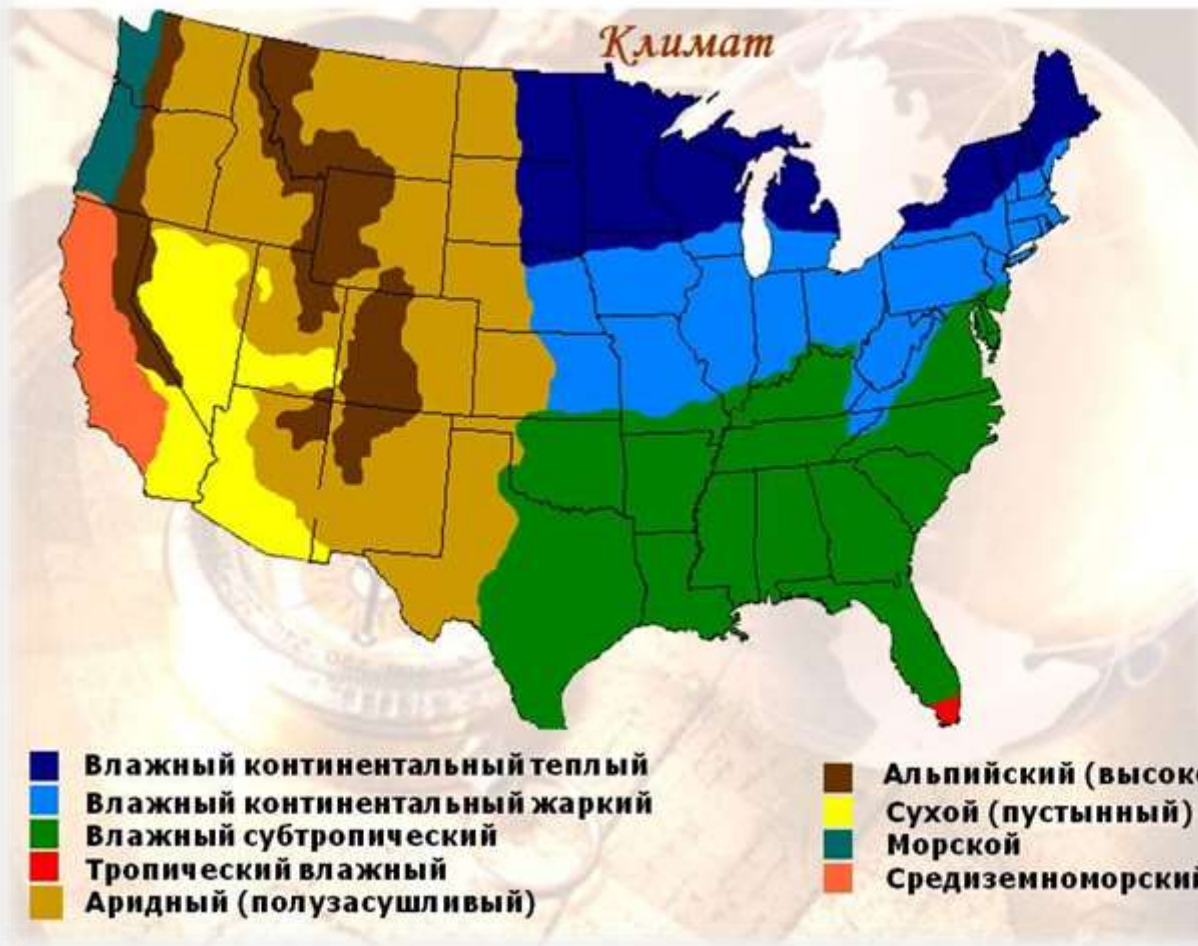 Климат
Влажный континентальный теплый
Влажный континентальный жаркий
Влажный субтропический
Тропический влажный
Аридный (полузасушливый)
Альпийский (высоко
Сухой (пустынный)
Морской
Средиземноморский